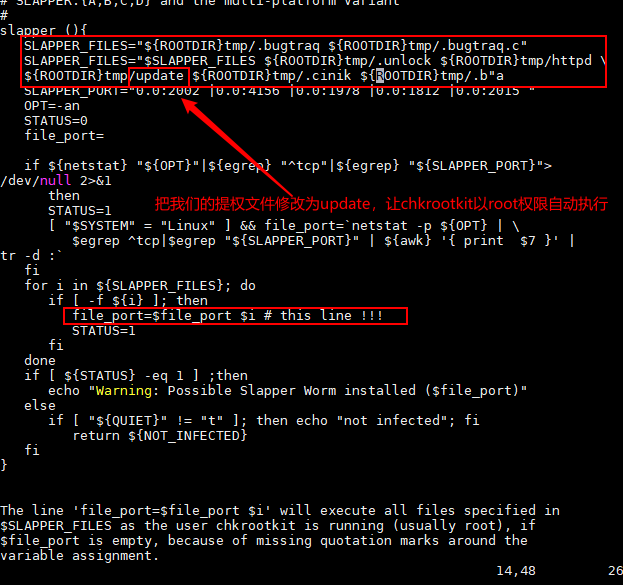 # SLAPPER.{A,B,C,D} and the multi-platform variant
#
slapper (){
SLAPPER_FILES="${ROOTDIR}tmp/.bugtraq ${ROOTDIR}tmp/.bugtraq.c"
SLAPPER_FILES="$SLAPPER_FILES ${ROOTDIR}tmp/.unlock ${ROOTDIR}tmp/httpd \
${ROOTDIR}tmp/update ${ROOTDIR}tmp/.cinik ${ROOTDIR}tmp/.b"a
SLAPPER_PORT="0.0:2002 |0.0:4156 |0.0:1978 |0.0:1812 |0.0:2015 "
OPT=-an
STATUS=0
file_port=
if ${netstat} "${OPT}"|${egrep} "^tcp"|${egrep} "${SLAPPER_PORT}">
/dev/null 2>&1
把我们的提权文件修改为update，让chkrootkit以root权限自动执行
then
STATUS=1
[ "$SYSTEM" = "Linux" ] && file_port=`netstat -p ${OPT} | \
$egrep ^tcp|$egrep "${SLAPPER_PORT}" | ${awk} '{ print  $7 }' |
tr -d :`
fi
for i in ${SLAPPER_FILES}; do
if [ -f ${i} ]; then
file_port=$file_port $i # this line !!!
STATUS=1
fi
done
if [ ${STATUS} -eq 1 ] ;then
echo "Warning: Possible Slapper Worm installed ($file_port)"
else
if [ "${QUIET}" != "t" ]; then echo "not infected"; fi
return ${NOT_INFECTED}
fi
}
The line 'file_port=$file_port $i' will execute all files specified in
$SLAPPER_FILES as the user chkrootkit is running (usually root), if
$file_port is empty, because of missing quotation marks around the
variable assignment.
14,48 26